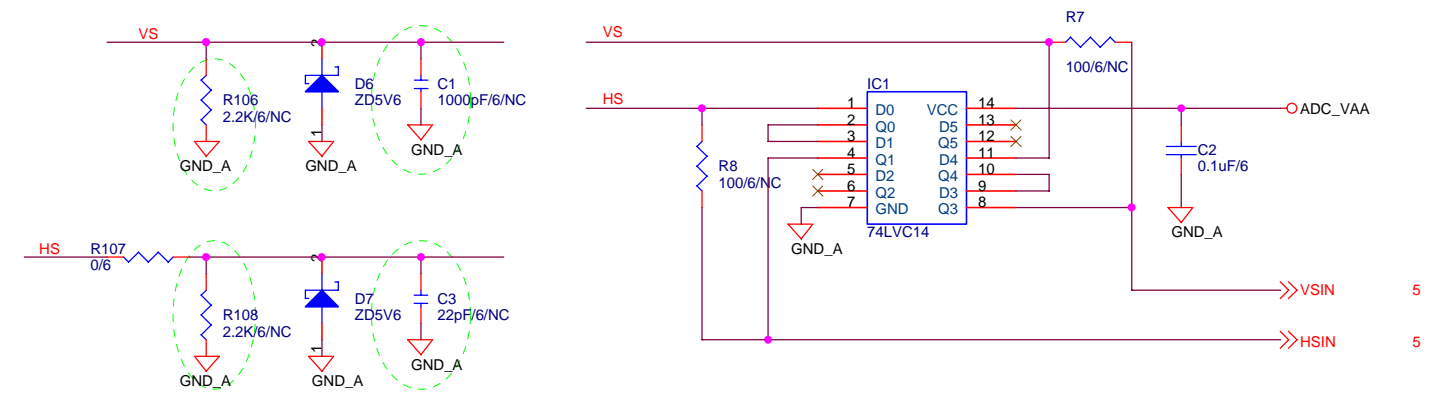 VS
2
R106
2.2K/6/NC
D6
ZD5V6
C1
1000pF/6/NC
1
GND_A
GND_A
GND_A
HS
R107
0/6
2
R108
2.2K/6/NC
D7
ZD5V6
C3
22pF/6/NC
1
GND_A
GND_A
GND_A
VS
R7
100/6/NC
HS
IC1
1 D0 VCC 14
2 Q0 D5 13
3 D1 Q5 12
4 Q1 D4 11
5 D2 Q4 10
6 Q2 D3 9
7 GND Q3 8
74LVC14
R8
100/6/NC
GND_A
ADC_VAA
C2
0.1uF/6
GND_A
VSIN 5
HSIN 5